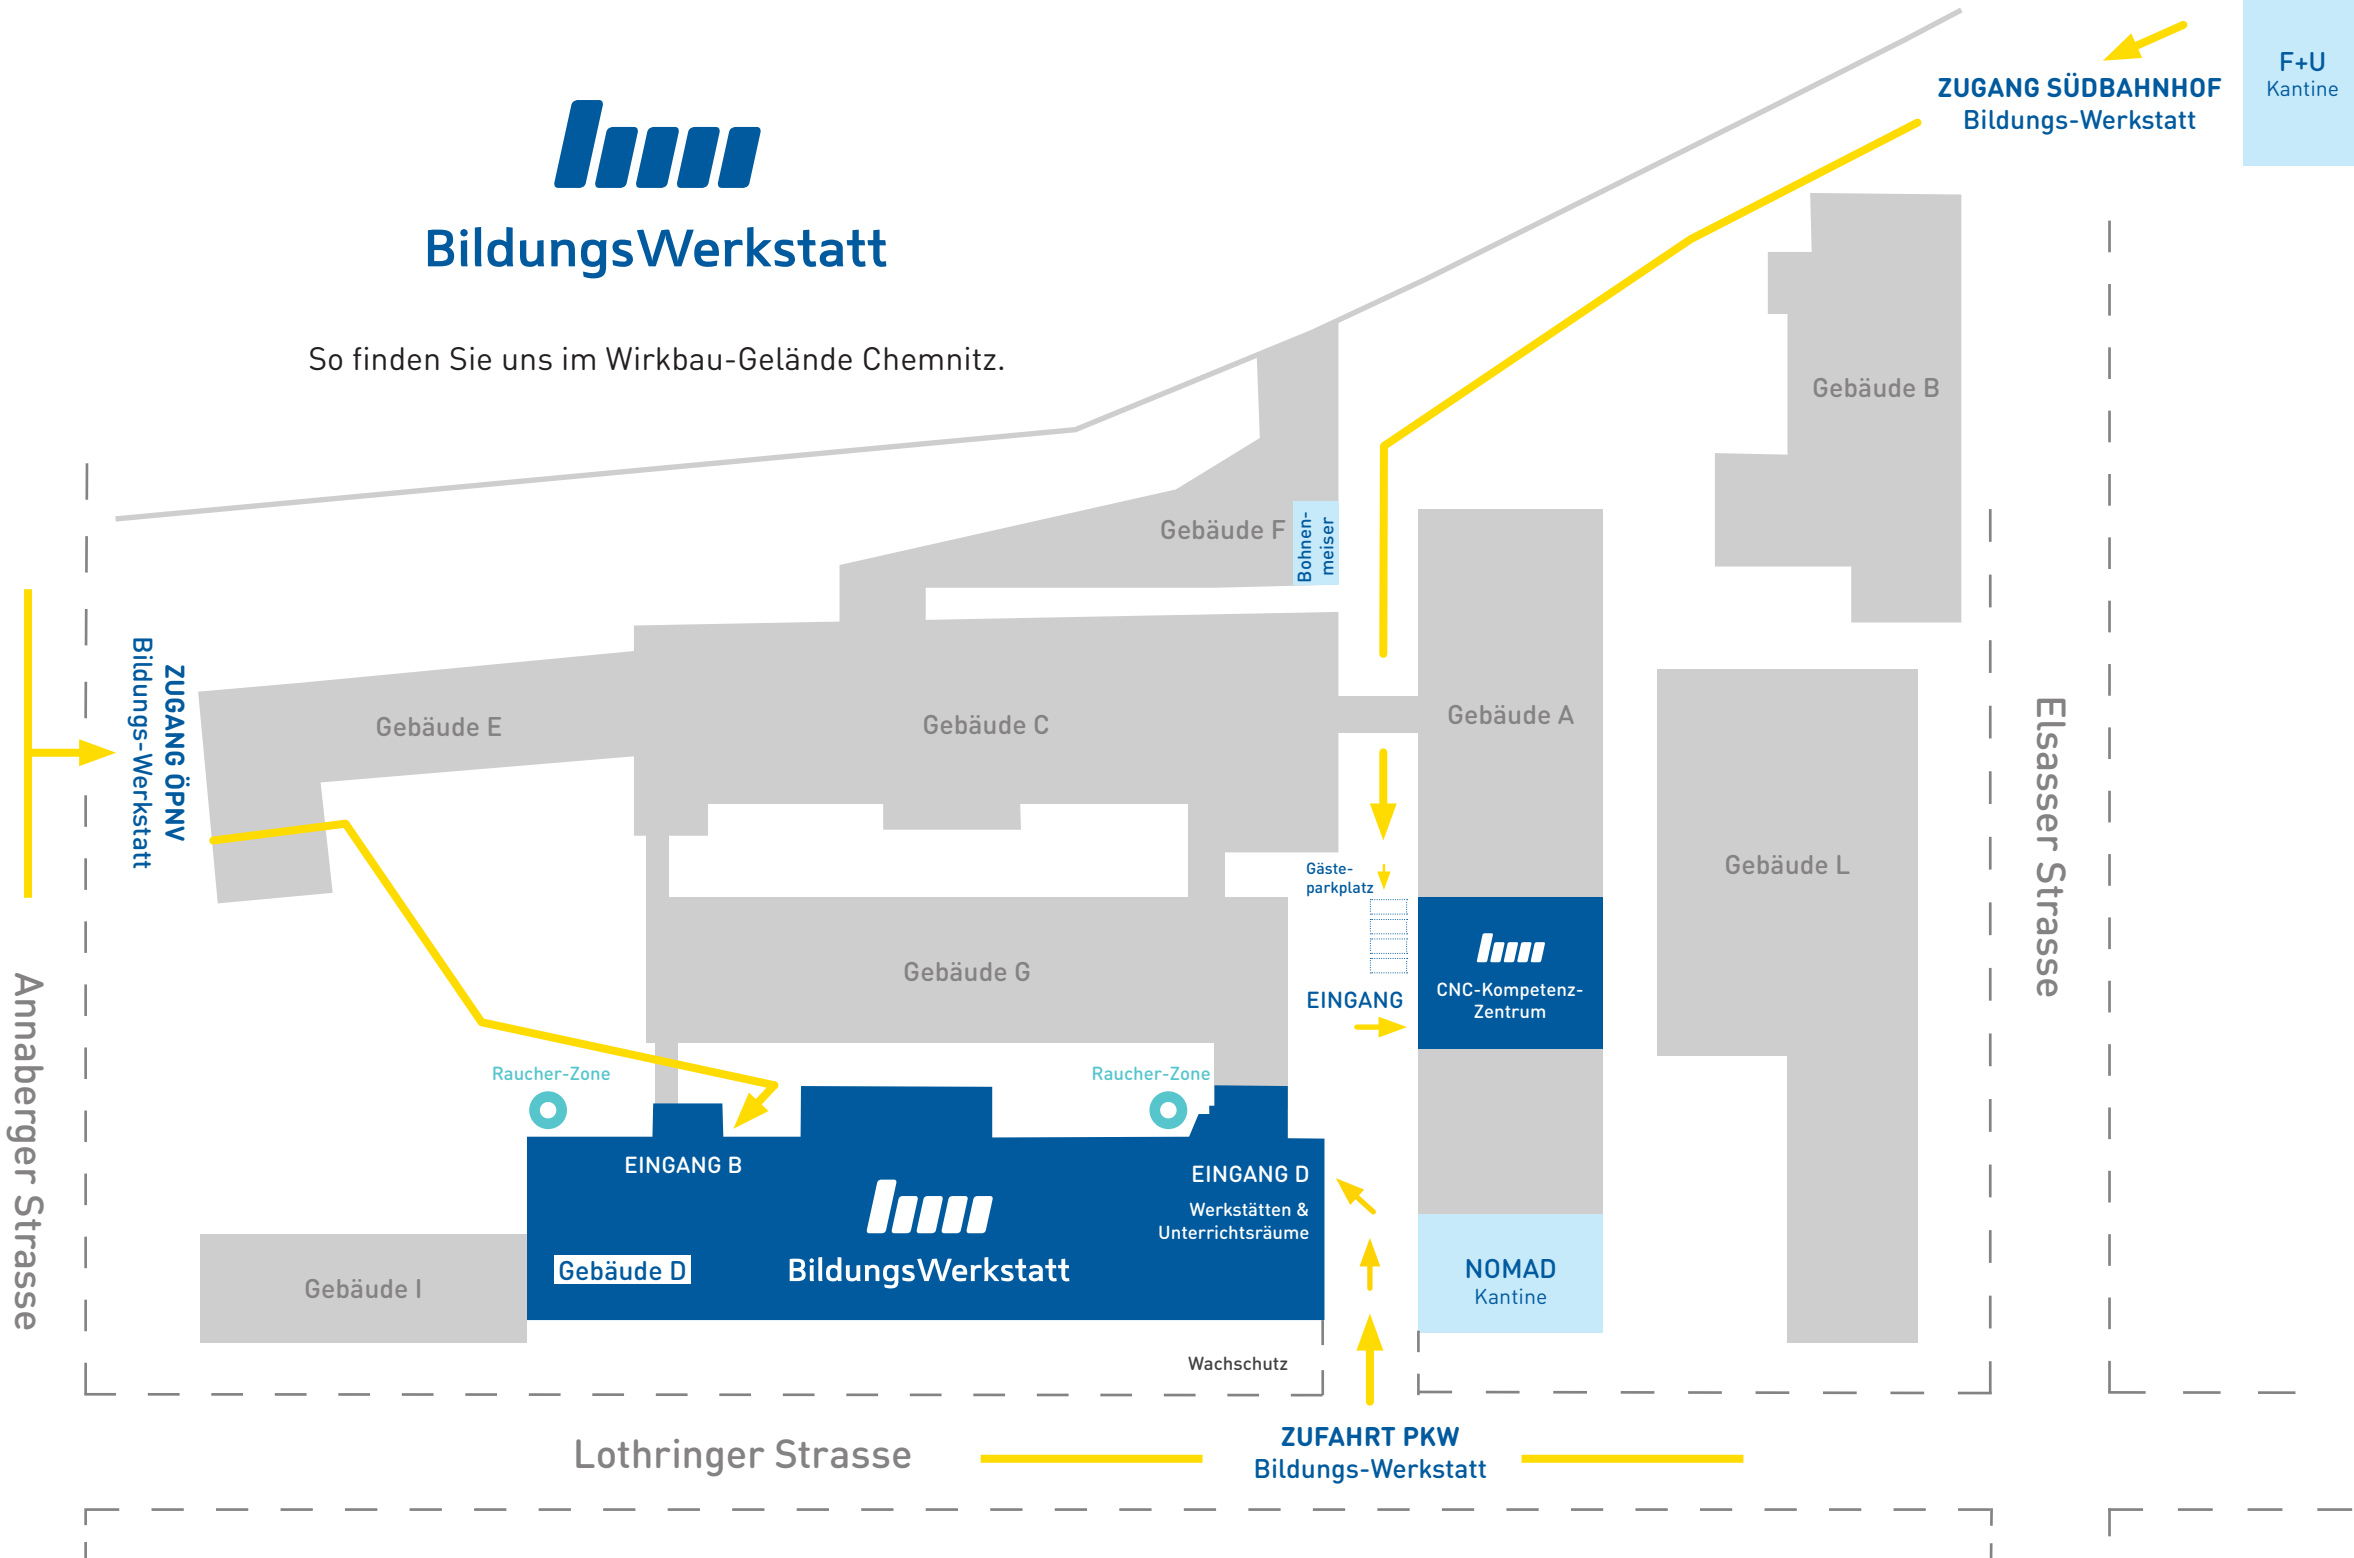 F+U
Kantine
ZUGANG SÜDBAHNHOF
Bildungs-Werkstatt
BildungsWerkstatt
So finden Sie uns im Wirkbau-Gelände Chemnitz.
Gebäude B
Gebäude F
Bohnen-
meiser
ZUGANG ÖPNV
Bildungs-Werkstatt
Gebäude E
Gebäude C
Gebäude A
Elsasser Strasse
Gebäude L
Gäste-
parkplatz
Gebäude G
EINGANG
CNC-Kompetenz-
Zentrum
Annaberger Strasse
Raucher-Zone
Raucher-Zone
EINGANG B
EINGANG D
Werkstätten &
Unterrichtsräume
Gebäude D
BildungsWerkstatt
Gebäude I
NOMAD
Kantine
Wachschutz
Lothringer Strasse
ZUFAHRT PKW
Bildungs-Werkstatt